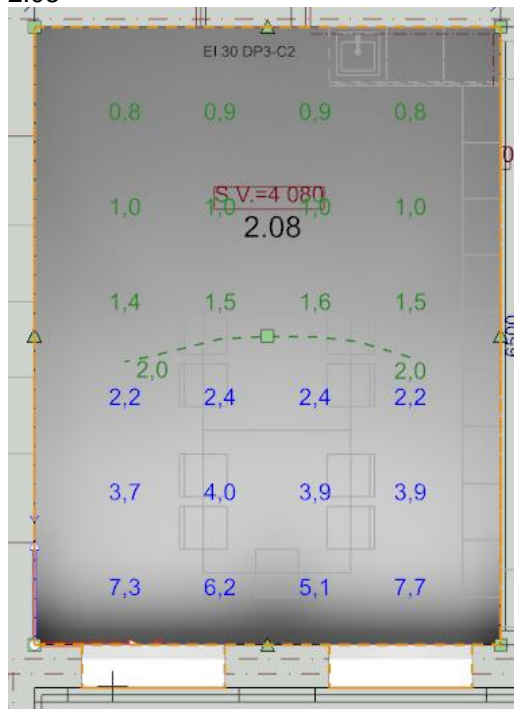 2.08
EI 30 DP3-C2
0,8 0,9 0,9 0,8
S.V.=4 080
1,0 1,0 1,0 1,0
2.08
1,4 1,5 1,6 1,5
2,0 2,0
2,2 2,4 2,4 2,2
6500
3,7 4,0 3,9 3,9
7,3 6,2 5,1 7,7